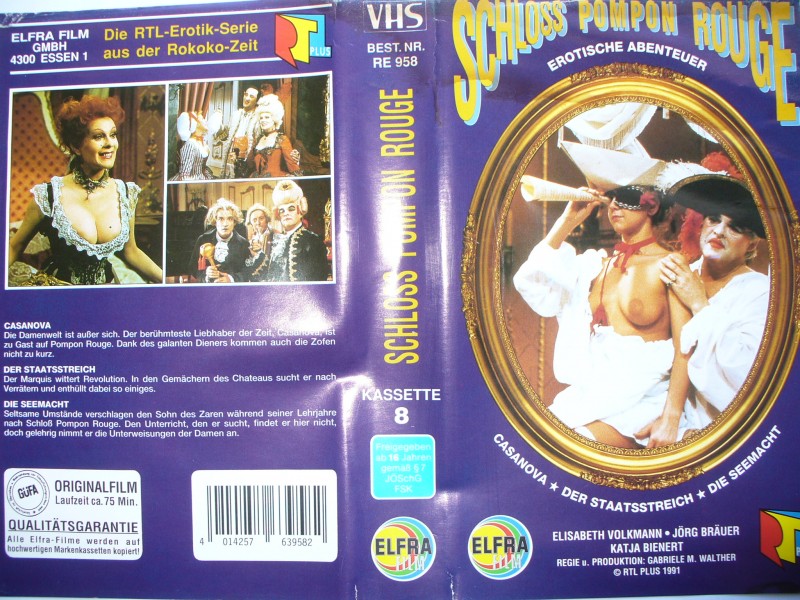 ELFRA FILM
GMBH
4300 ESSEN 1
Die RTL-Erotik-Serie
aus der Rokoko-Zeit
RTL
PLUS
CASANOVA
Die Damenwelt ist außer sich. Der berühmteste Liebhaber der Zeit, Casanova, ist
zu Gast auf Pompon Rouge. Dank des galanten Dieners kommen auch die Zofen
nicht zu kurz.
DER STAATSSTREICH
Der Marquis wittert Revolution. In den Gemächern des Chateaus sucht er nach
Verrätern und enthüllt dabei so einiges.
DIE SEEMACHT
Seltsame Umstände verschlagen den Sohn des Zaren während seiner Lehrjahre
nach Schloß Pompon Rouge. Den Unterricht, den er sucht, findet er hier nicht,
doch gelehrig nimmt er die Unterweisungen der Damen an.
GÜFA
ORIGINALFILM
Laufzeit ca. 75 Min.
QUALITÄTSGARANTIE
Alle Elfra-Filme werden auf
hochwertigen Markenkassetten kopiert!
4 014257 639582
VHS
BEST. NR.
RE 958
SCHLOSS POMPON ROUGE
KASSETTE
8
Freigegeben
ab 16 Jahren
gemäß § 7
JÖSchG
FSK
ELFRA
FILM
SCHLOSS POMPON ROUGE
EROTISCHE ABENTEUER
CASANOVA ★ DER STAATSSTREICH ★ DIE SEEMACHT
ELFRA
FILM
ELISABETH VOLKMANN • JÖRG BRÄUER
KATJA BIENERT
REGIE u. PRODUKTION: GABRIELE M. WALTHER
© RTL PLUS 1991